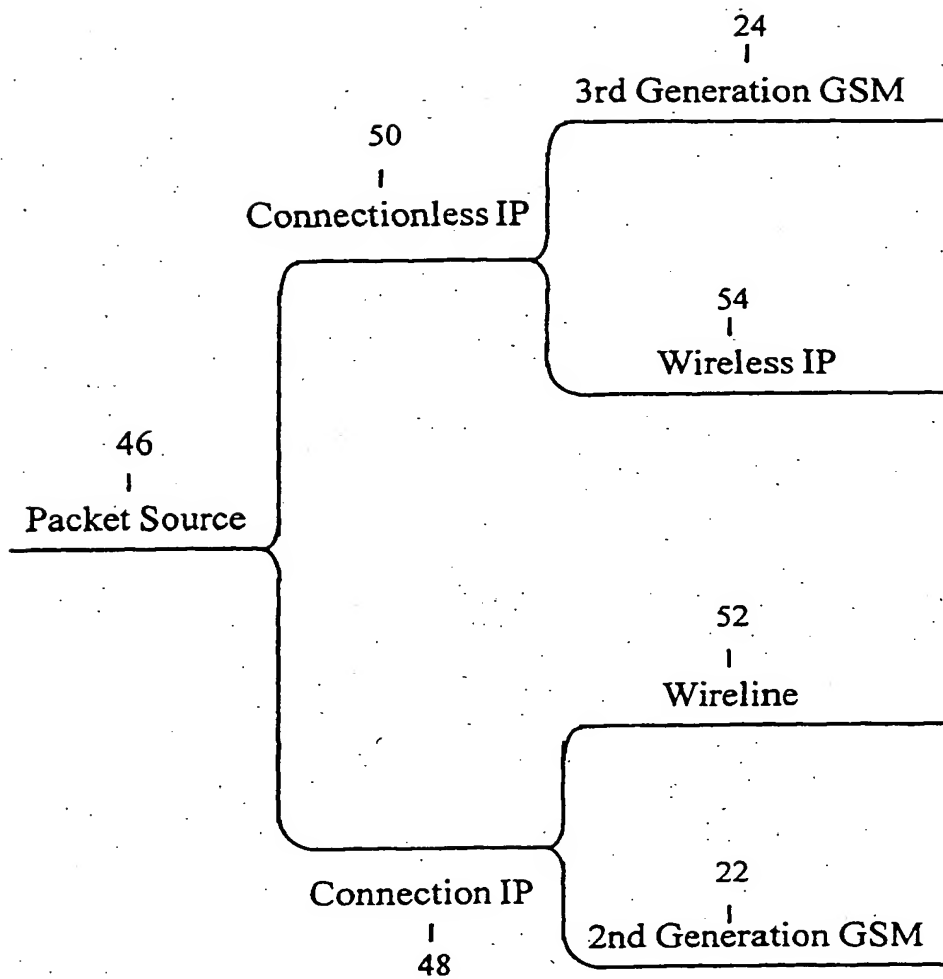 24
3rd Generation GSM
50
Connectionless IP
54
Wireless IP
46
Packet Source
52
Wireline
Connection IP
48
22
2nd Generation GSM